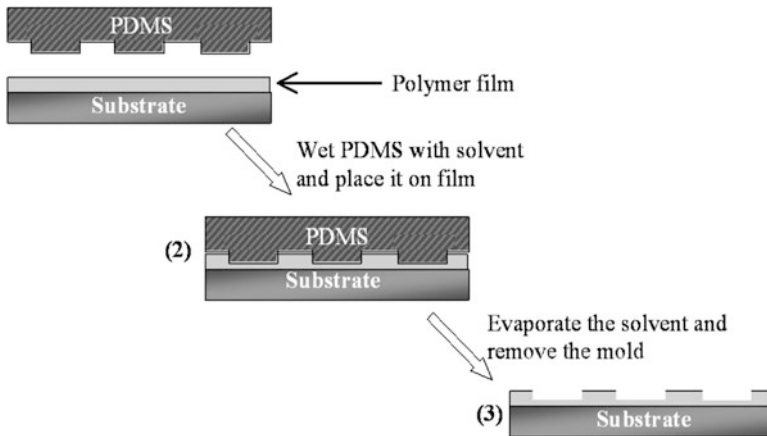 PDMS
Polymer film
Substrate
Wet PDMS with solvent
and place it on film
(2)
PDMS
Substrate
Evaporate the solvent and
remove the mold
(3)
Substrate